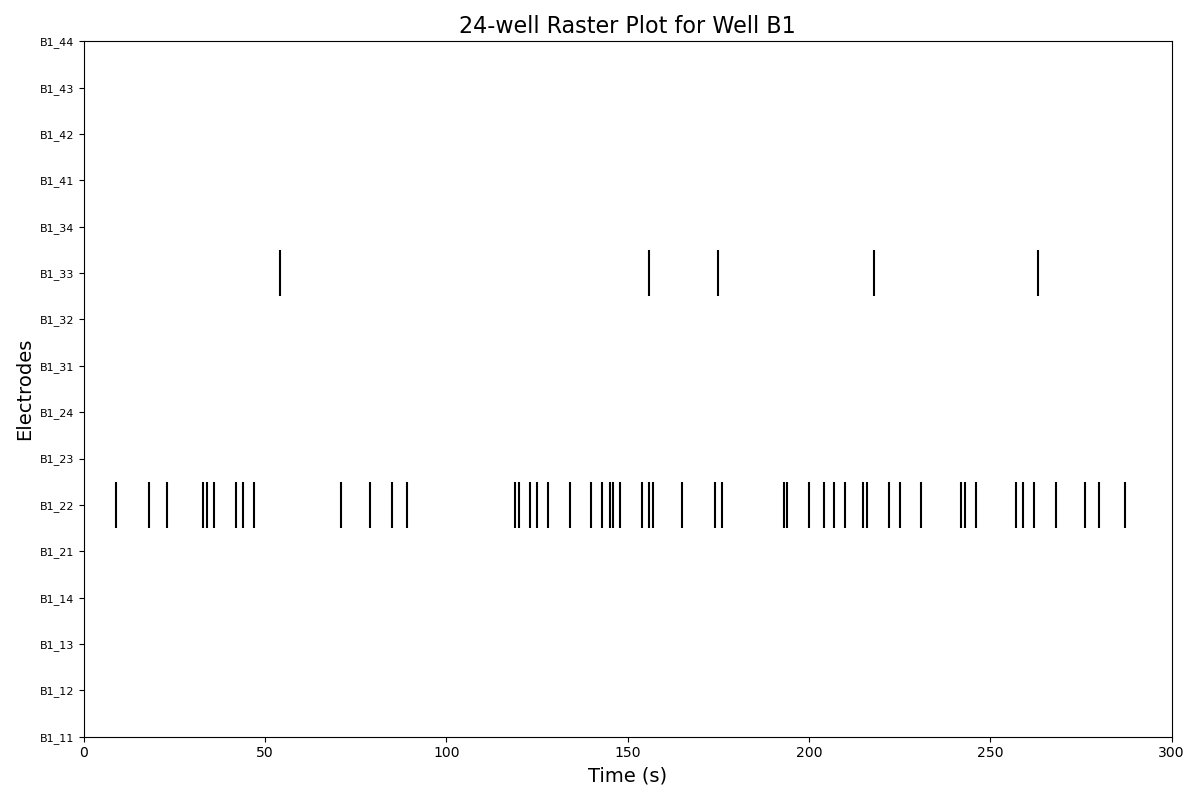 24-well Raster Plot for Well B1
B1_44
B1_43
B1_42
B1_41
B1_34
B1_33
B1_32
B1_31
B1_24
B1_23
B1_22
B1_21
B1_14
B1_13
B1_12
B1_11
Electrodes
0 50 100 150 200 250 300
Time (s)